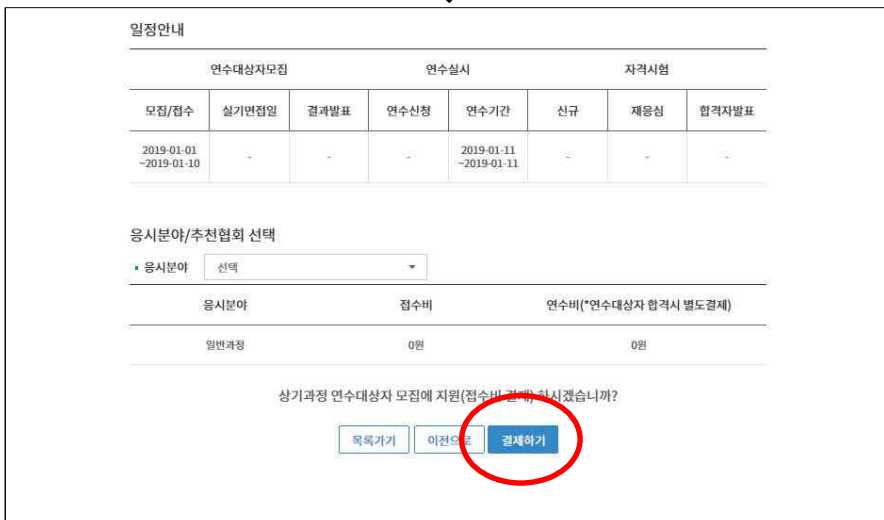 일정안내
연수대상자모집 연수실시 자격시험
모집/접수 실기면접일 결과발표 연수신청 연수기간 신규 재응심 합격자발표
2019-01-01
~2019-01-10 - - - 2019-01-11
~2019-01-11 - - -
응시분야/추천협회 선택
응시분야 선택
응시분야 접수비 연수비(*연수대상자 합격시 별도결제)
일반과정 0원 0원
상기과정 연수대상자 모집에 지원(접수비 결제) 하시겠습니까?
목록가기 이전으로 결제하기